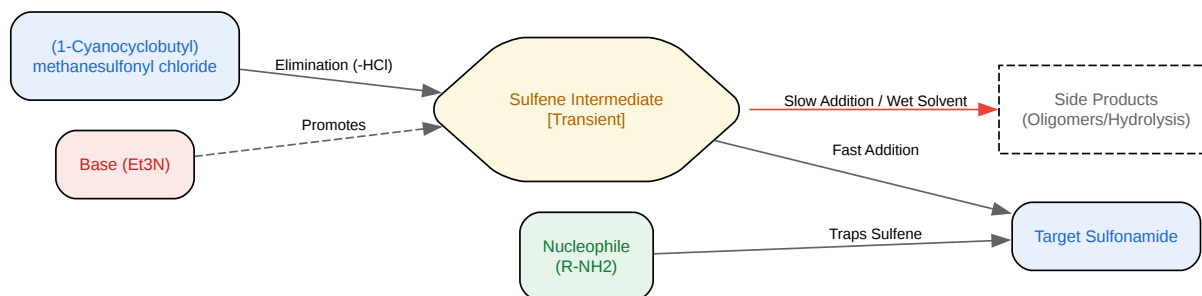 (1-Cyanocyclobutyl)
methanesulfonyl chloride
Elimination (-HCl)
Base (Et3N)
Promotes
Sulfene Intermediate
[Transient]
Slow Addition / Wet Solvent
Side Products
(Oligomers/Hydrolysis)
Fast Addition
Nucleophile
(R-NH2)
Traps Sulfene
Target Sulfonamide